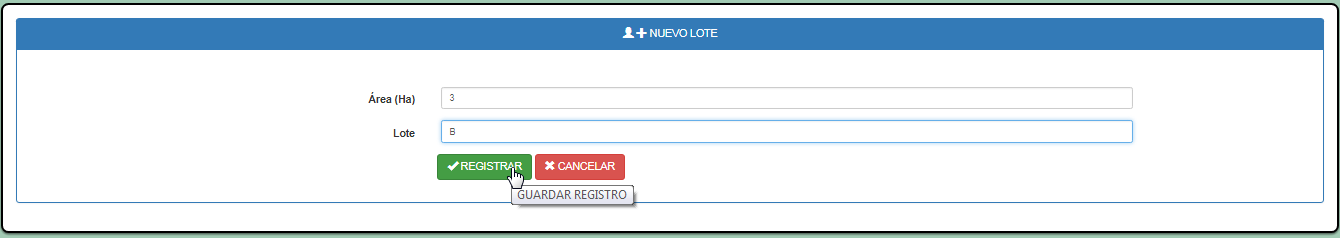 NUEVO LOTE
Área (Ha) 3
Lote B
REGISTRAR CANCELAR
GUARDAR REGISTRO